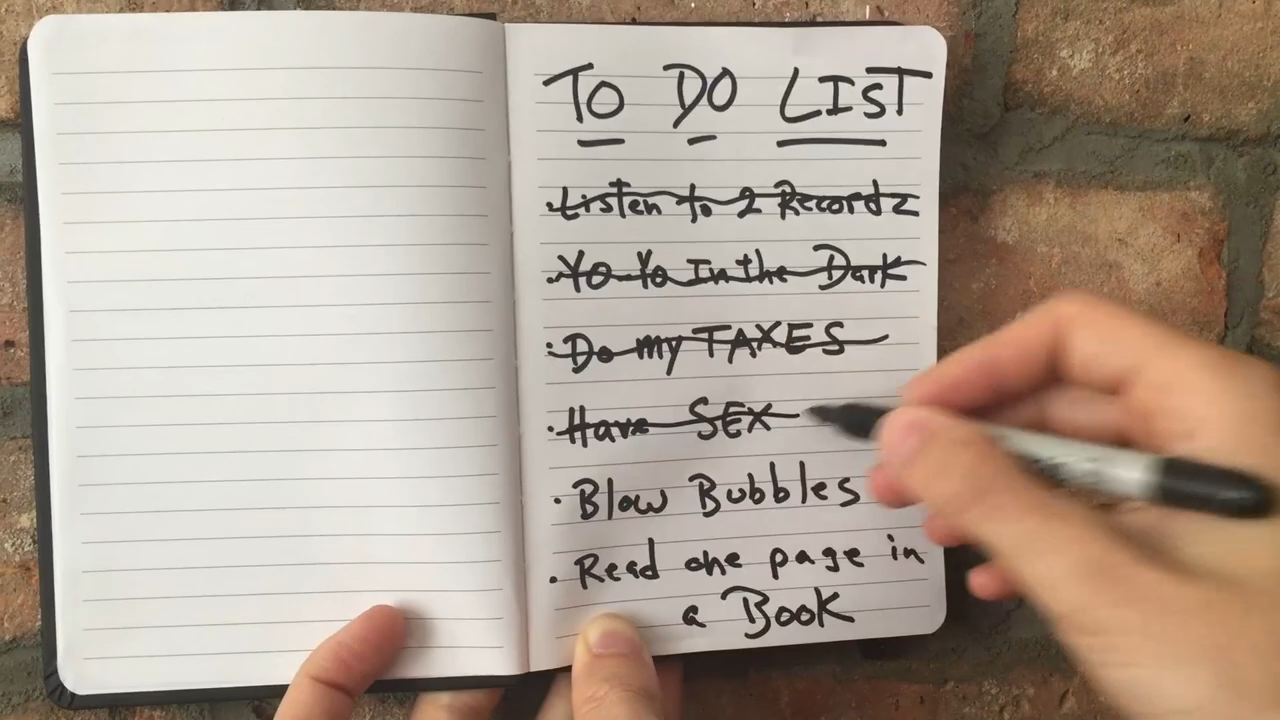 TO DO LIST
· Listen to 2 Recordz
· Yo Yo In the Dark
· Do my TAXES
· Have SEX
· Blow Bubbles
· Read one page in
a Book